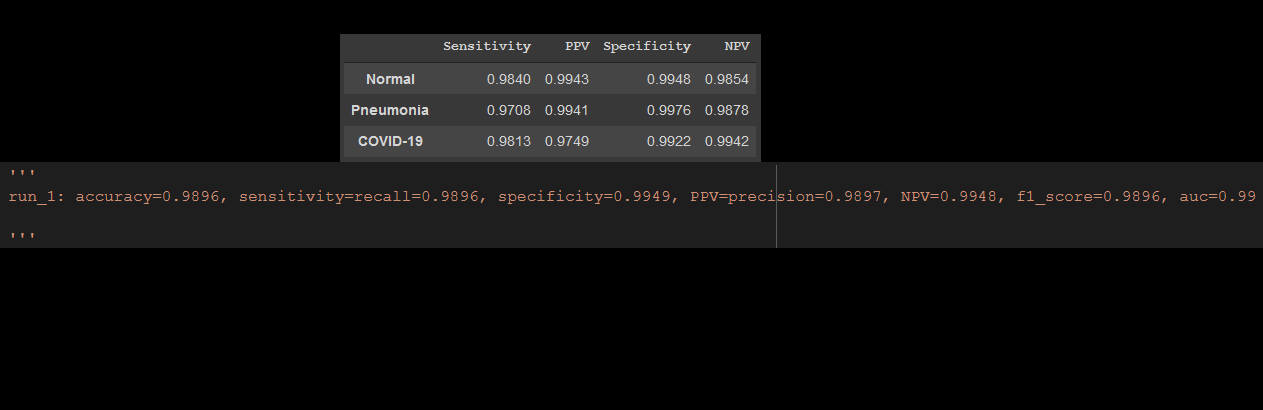 Sensitivity PPV Specificity NPV
Normal 0.9840 0.9943 0.9948 0.9854
Pneumonia 0.9708 0.9941 0.9976 0.9878
COVID-19 0.9813 0.9749 0.9922 0.9942
'''
run_1: accuracy=0.9896, sensitivity=recall=0.9896, specificity=0.9949, PPV=precision=0.9897, NPV=0.9948, f1_score=0.9896, auc=0.99
'''